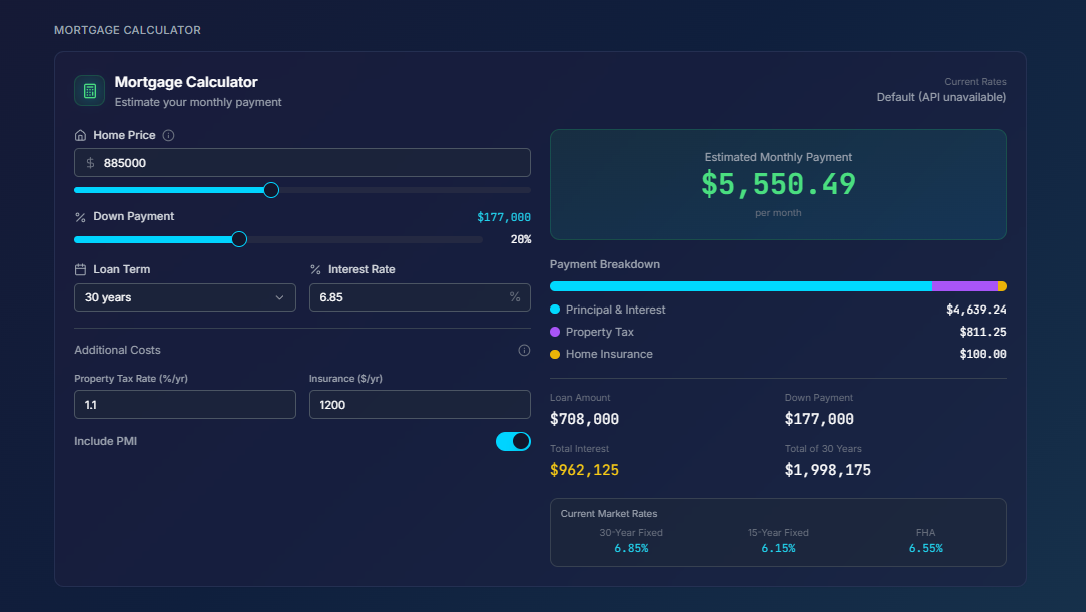 MORTGAGE CALCULATOR
Mortgage Calculator
Estimate your monthly payment
Current Rates
Default (API unavailable)
Home Price
$ 885000
Down Payment
$177,000
20%
Loan Term
30 years
Interest Rate
6.85 %
Additional Costs
Property Tax Rate (%/yr)
1.1
Insurance ($/yr)
1200
Include PMI
Estimated Monthly Payment
$5,550.49
per month
Payment Breakdown
Principal & Interest $4,639.24
Property Tax $811.25
Home Insurance $100.00
Loan Amount
$708,000
Down Payment
$177,000
Total Interest
$962,125
Total of 30 Years
$1,998,175
Current Market Rates
30-Year Fixed
6.85%
15-Year Fixed
6.15%
FHA
6.55%